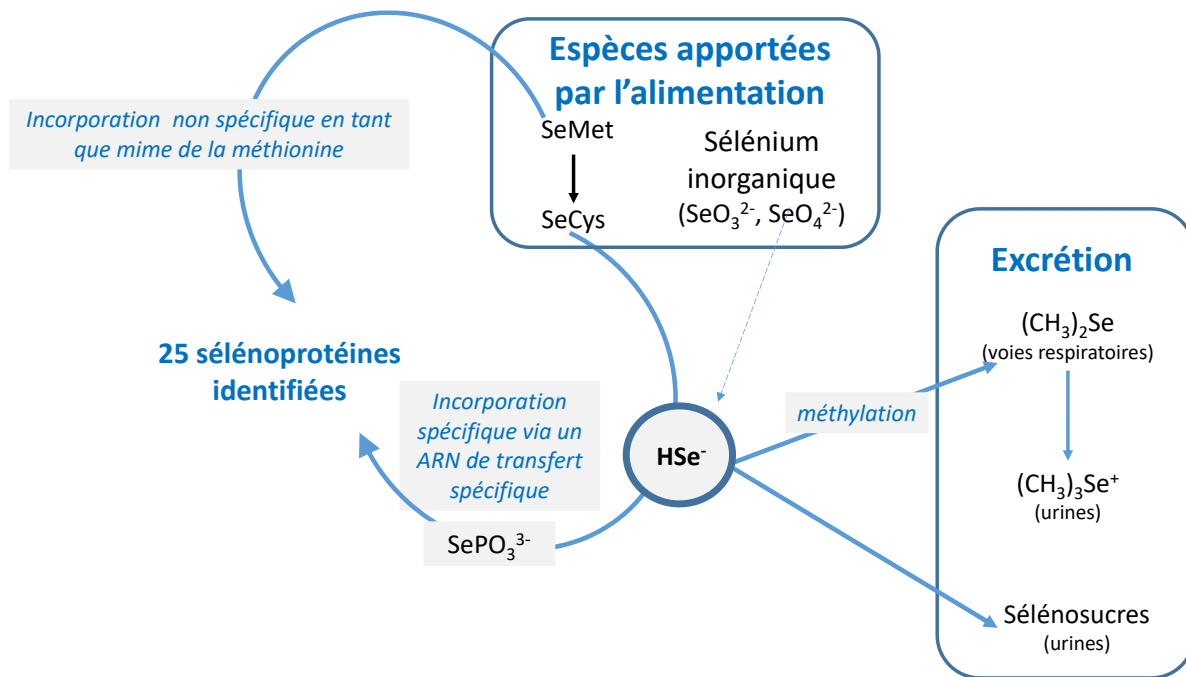 Espèces apportées
par l'alimentation
SeMet
SeCys
Sélénium
inorganique
(SeO₃²⁻, SeO₄²⁻)
Incorporation non spécifique en tant
que mime de la méthionine
25 sélénoprotéines
identifiées
Incorporation
spécifique via un
ARN de transfert
spécifique
SePO₃³⁻
HSe⁻
méthylation
Excrétion
(CH₃)₂Se
(voies respiratoires)
(CH₃)₃Se⁺
(urines)
Sélénosucres
(urines)